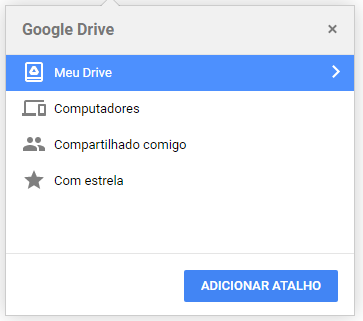 Google Drive
Meu Drive
Computadores
Compartilhado comigo
Com estrela
ADICIONAR ATALHO